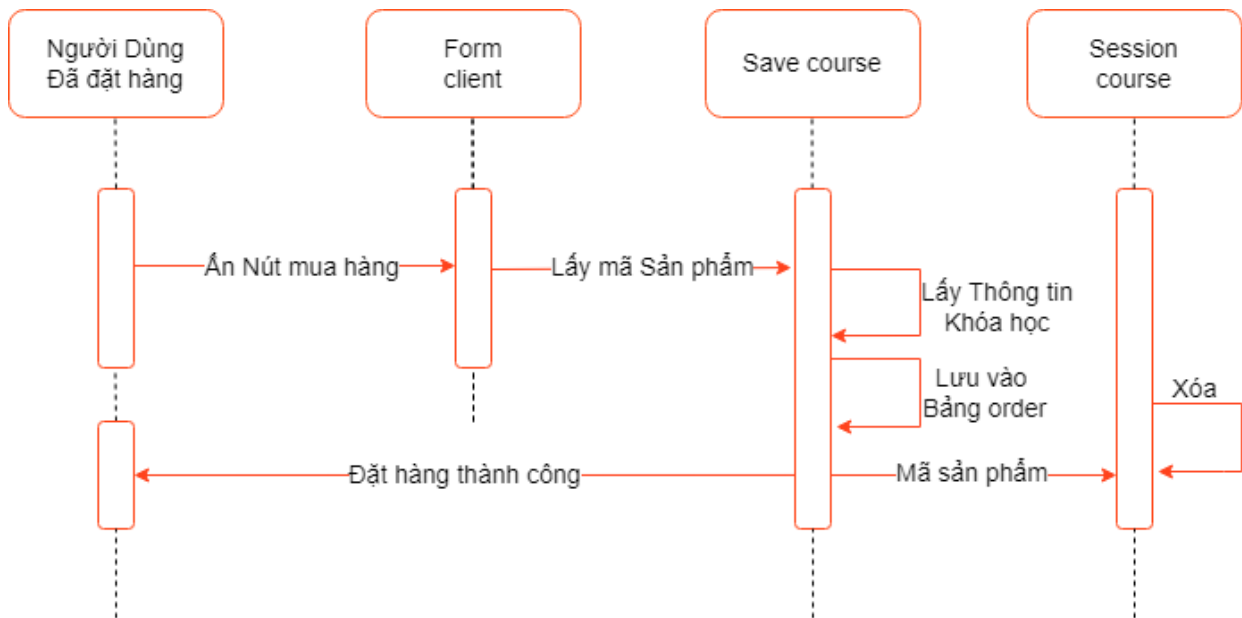 Người Dùng
Đã đặt hàng
Form
client
Save course
Session
course
Ấn Nút mua hàng
Lấy mã Sản phẩm
Lấy Thông tin
Khóa học
Lưu vào
Bảng order
Xóa
Đặt hàng thành công
Mã sản phẩm